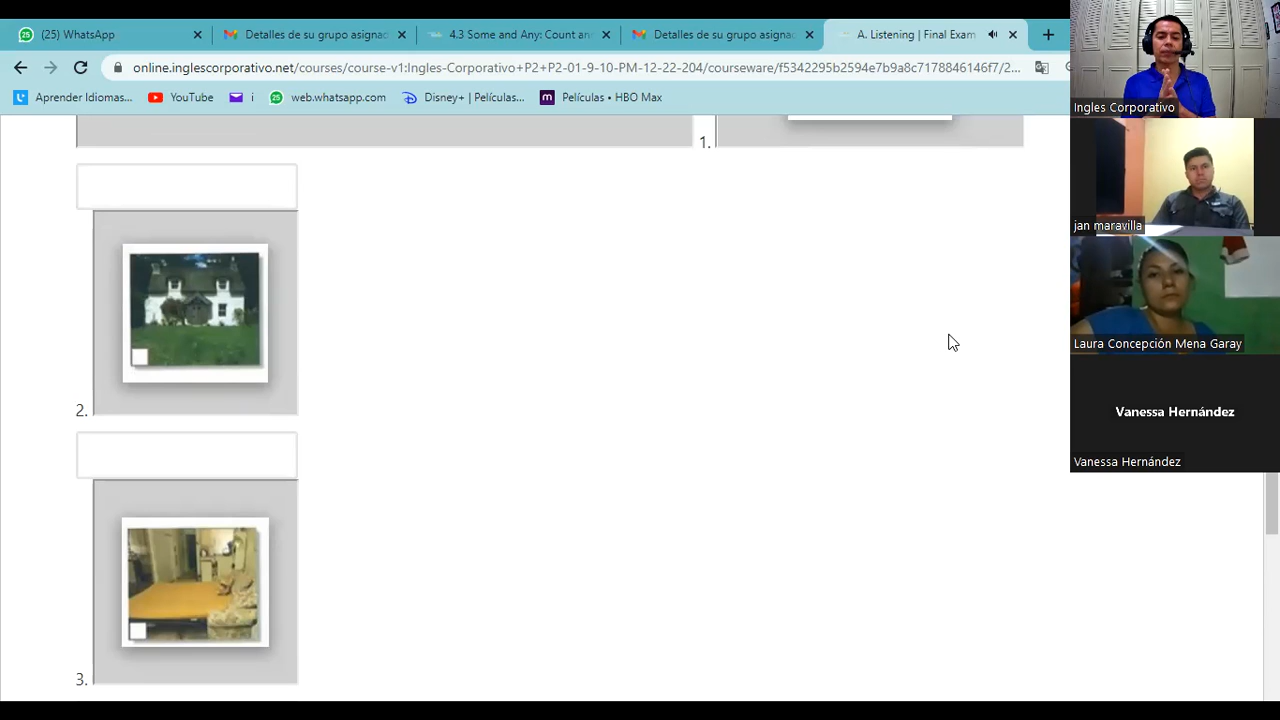 (25) WhatsApp
Detalles de su grupo asignad
e and Any-Count an
Detalles de su grupo asignad
A. Listening | Final Exam
online.inglescorporativo.net/courses/course-v1:Ingles-Corporativo+P2+P2-01-9-10-PM-12-22-204/courseware/f5342295b2594e7b9a8c7178846146f7/2...
Aprender Idiomas...
YouTube
i
web.whatsapp.com
Disney+ | Películas...
Películas • HBO Max
Ingles Corporativo
jan maravilla
Laura Concepción Mena Garay
Vanessa Hernández
Vanessa Hernández
1.
2.
3.